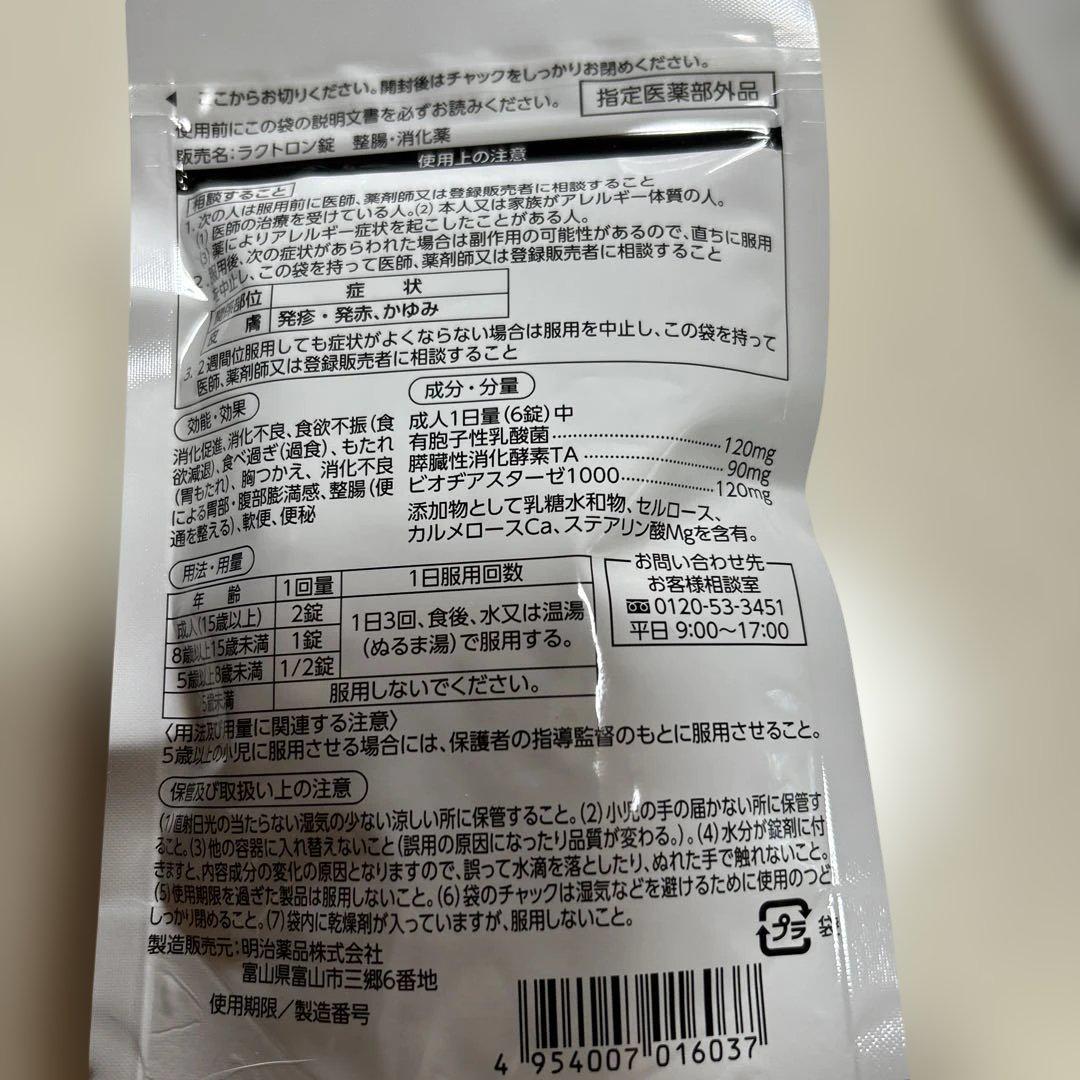 ここからお切りください。開封後はチャックをしっかりお閉めください。
使用前にこの袋の説明文書を必ずお読みください。
指定医薬部外品
販売名:ラクトロン錠 整腸・消化薬
使用上の注意
相談すること
1. 次の人は服用前に医師、薬剤師又は登録販売者に相談すること
(1) 医師の治療を受けている人。(2) 本人又は家族がアレルギー体質の人。
(3) 薬によりアレルギー症状を起こしたことがある人。
2. 服用後、次の症状があらわれた場合は副作用の可能性があるので、直ちに服用
を中止し、この袋を持って医師、薬剤師又は登録販売者に相談すること
関係部位 症 状
皮 膚 発疹・発赤、かゆみ
3. 2週間位服用しても症状がよくならない場合は服用を中止し、この袋を持って
医師、薬剤師又は登録販売者に相談すること
効能・効果
消化促進、消化不良、食欲不振(食
欲減退)、食べ過ぎ(過食)、もたれ
(胃もたれ)、胸つかえ、消化不良
による胃部・腹部膨満感、整腸(便
通を整える)、軟便、便秘
成分・分量
成人1日量(6錠)中
有胞子性乳酸菌……120mg
膵臓性消化酵素TA……90mg
ビオヂアスターゼ1000……120mg
添加物として乳糖水和物、セルロース、
カルメロースCa、ステアリン酸Mgを含有。
用法・用量
年 齢 1回量 1日服用回数
成人(15歳以上) 2錠 1日3回、食後、水又は温湯
8歳以上15歳未満 1錠 (ぬるま湯)で服用する。
5歳以上8歳未満 1/2錠
5歳未満 服用しないでください。
お問い合わせ先
お客様相談室
0120-53-3451
平日 9:00〜17:00
〈用法及び用量に関連する注意〉
5歳以上の小児に服用させる場合には、保護者の指導監督のもとに服用させること。
保管及び取扱い上の注意
(1)直射日光の当たらない湿気の少ない涼しい所に保管すること。(2)小児の手の届かない所に保管す
ること。(3)他の容器に入れ替えないこと(誤用の原因になったり品質が変わる。)。(4)水分が錠剤に付
きますと、内容成分の変化の原因となりますので、誤って水滴を落としたり、ぬれた手で触れないこと。
(5)使用期限を過ぎた製品は服用しないこと。(6)袋のチャックは湿気などを避けるために使用のつど
しっかり閉めること。(7)袋内に乾燥剤が入っていますが、服用しないこと。
製造販売元:明治薬品株式会社
富山県富山市三郷6番地
使用期限/製造番号
プラ 袋
4 954007 016037